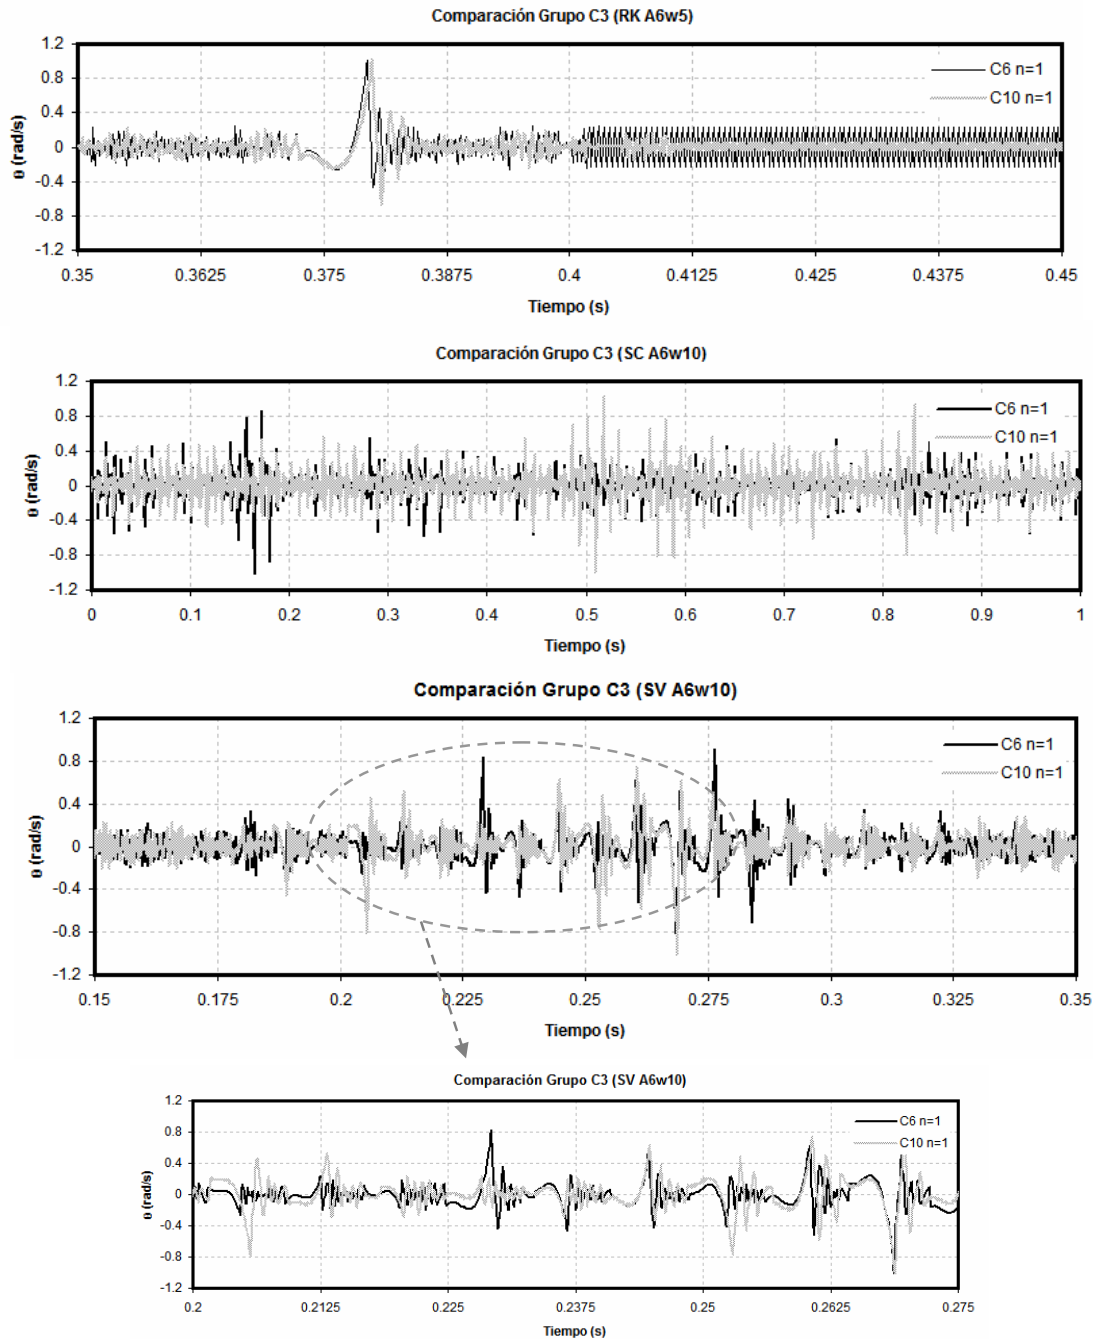 Comparación Grupo C3 (RK A6w5)
1.2
0.8
0.4
0
-0.4
-0.8
-1.2
θ (rad/s)
C6 n=1
C10 n=1
0.35 0.3625 0.375 0.3875 0.4 0.4125 0.425 0.4375 0.45
Tiempo (s)
Comparación Grupo C3 (SC A6w10)
1.2
0.8
0.4
0
-0.4
-0.8
-1.2
θ (rad/s)
C6 n=1
C10 n=1
0 0.1 0.2 0.3 0.4 0.5 0.6 0.7 0.8 0.9 1
Tiempo (s)
Comparación Grupo C3 (SV A6w10)
1.2
0.8
0.4
0
-0.4
-0.8
-1.2
θ (rad/s)
C6 n=1
C10 n=1
0.15 0.175 0.2 0.225 0.25 0.275 0.3 0.325 0.35
Tiempo (s)
Comparación Grupo C3 (SV A6w10)
1.2
0.8
0.4
0
-0.4
-0.8
-1.2
θ (rad/s)
C6 n=1
C10 n=1
0.2 0.2125 0.225 0.2375 0.25 0.2625 0.275
Tiempo (s)